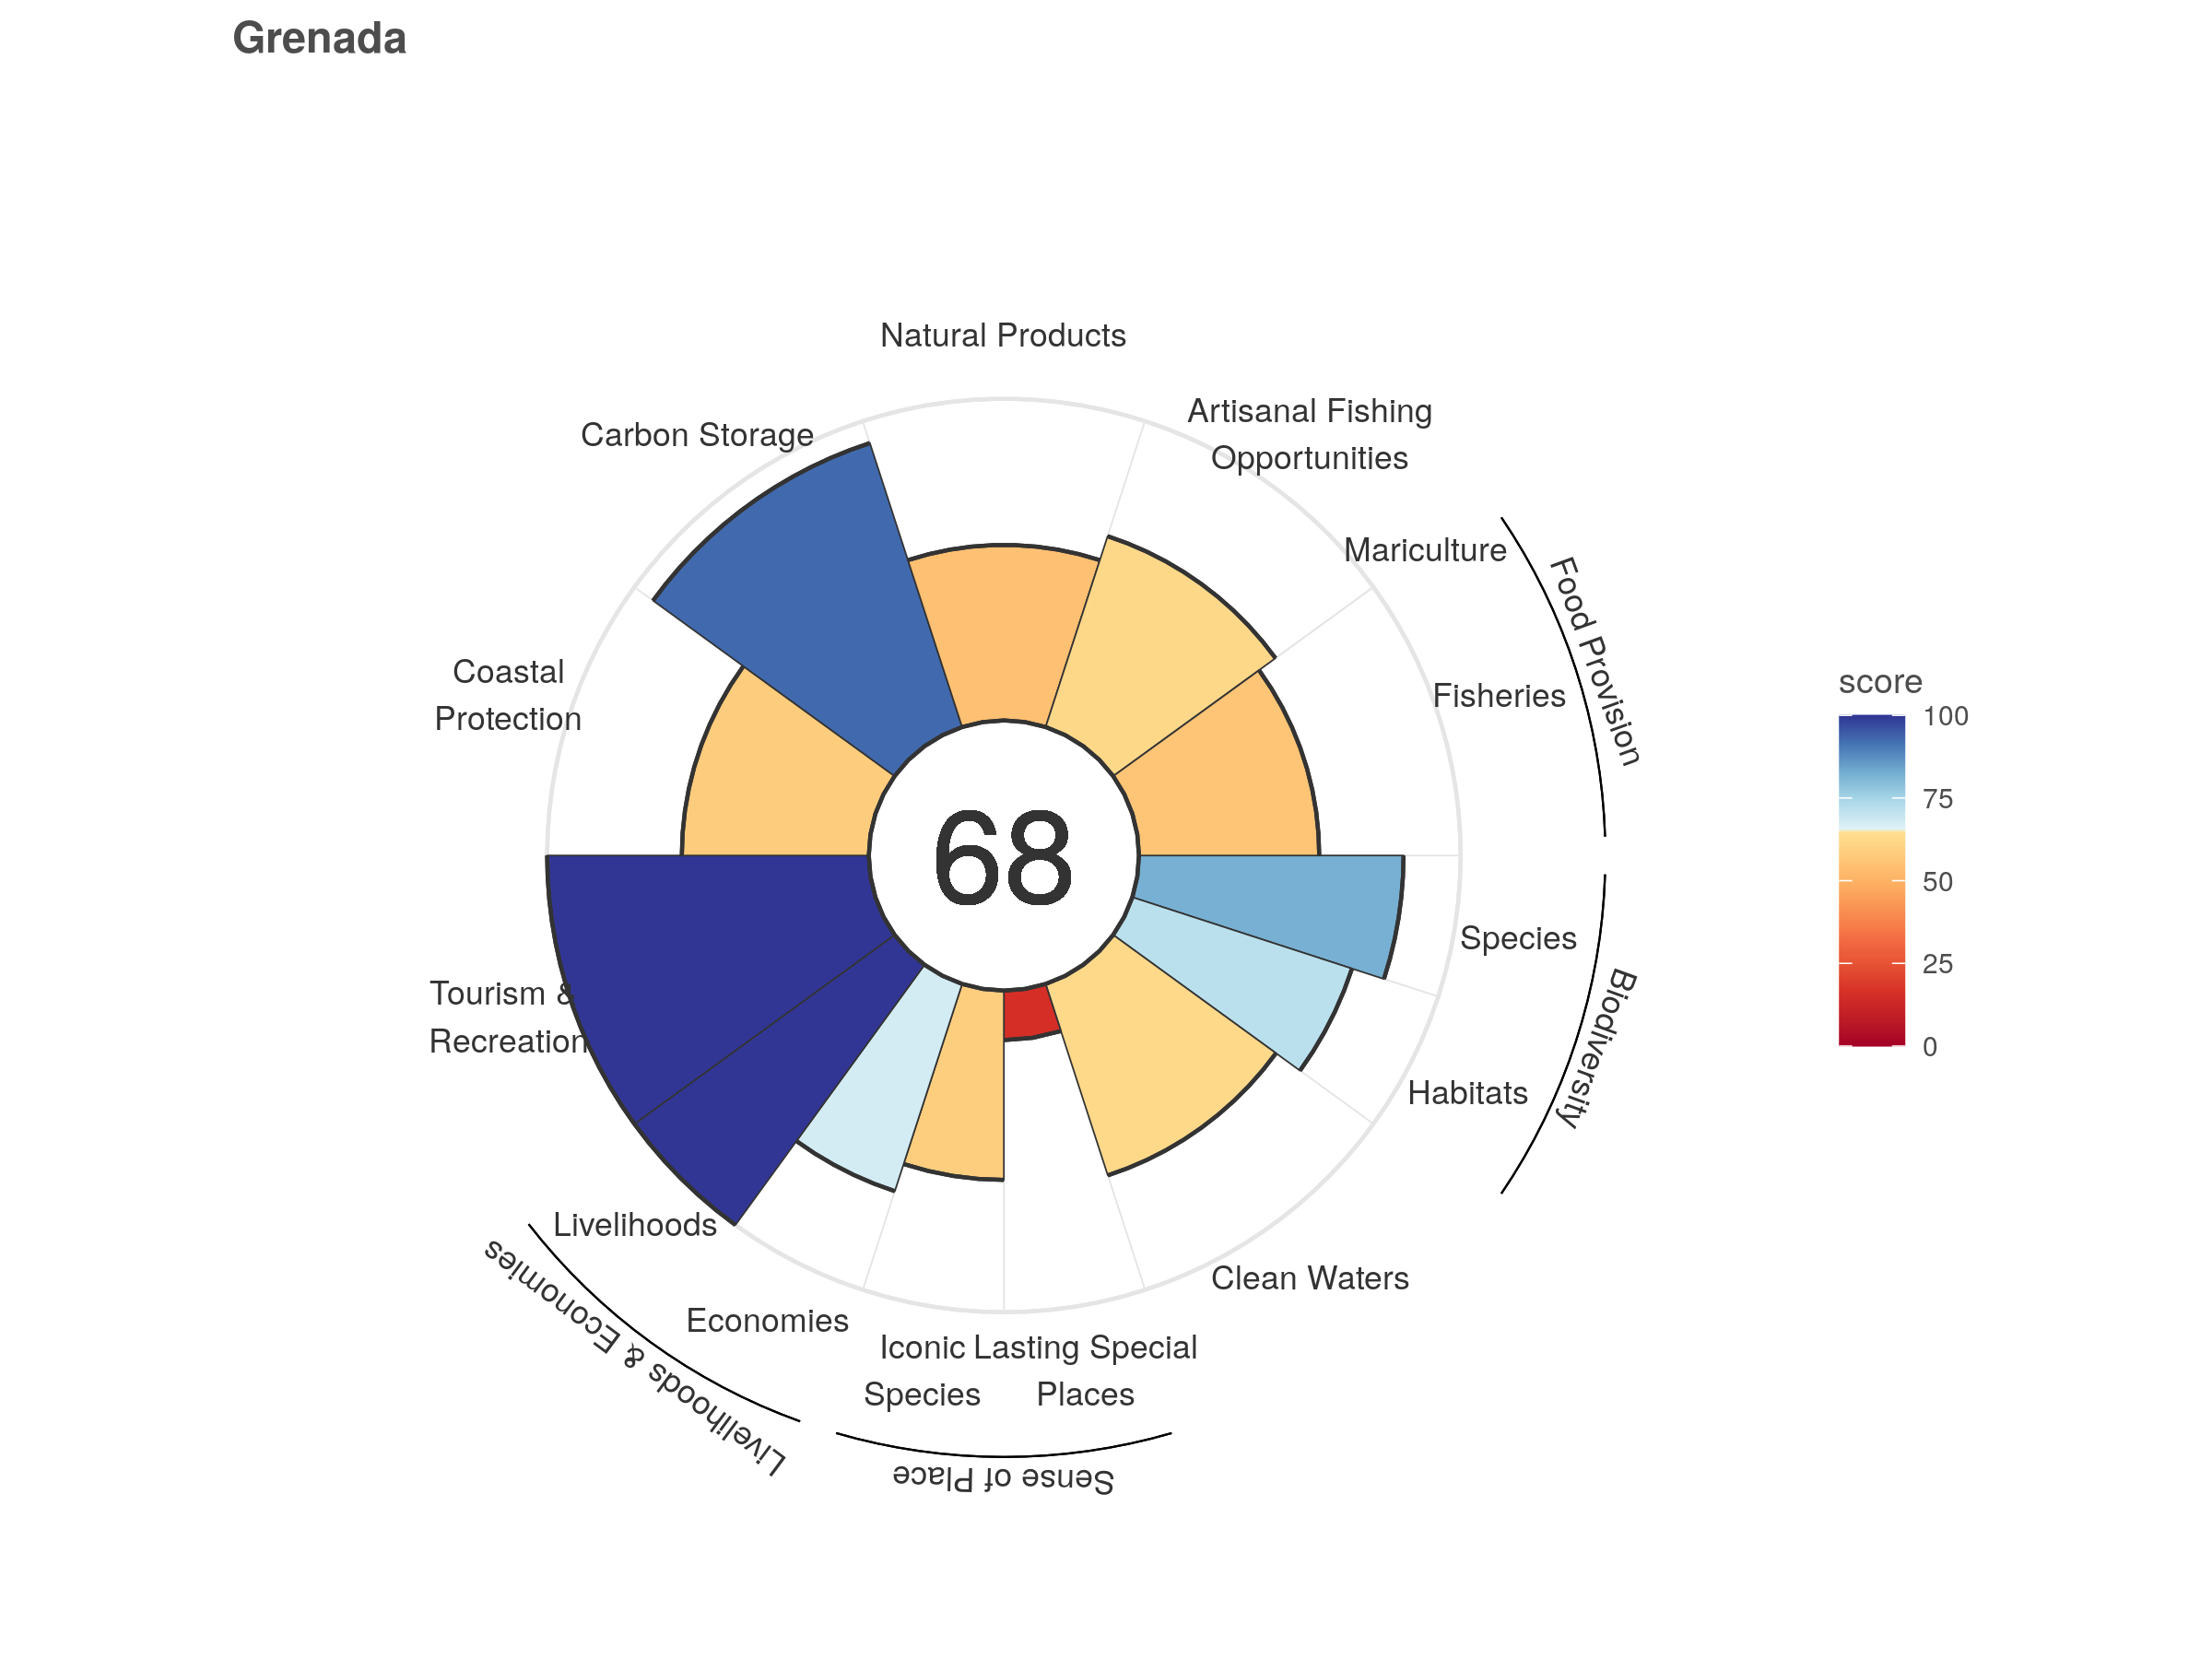 Grenada
Natural Products
Artisanal Fishing
Opportunities
Carbon Storage
Mariculture
Food Provision
Fisheries
Coastal
Protection
score
100
75
50
25
0
68
Species
Biodiversity
Habitats
Tourism &
Recreation
Livelihoods
Livelihoods & Economies
Economies
Clean Waters
Iconic
Species
Lasting Special
Places
Sense of Place